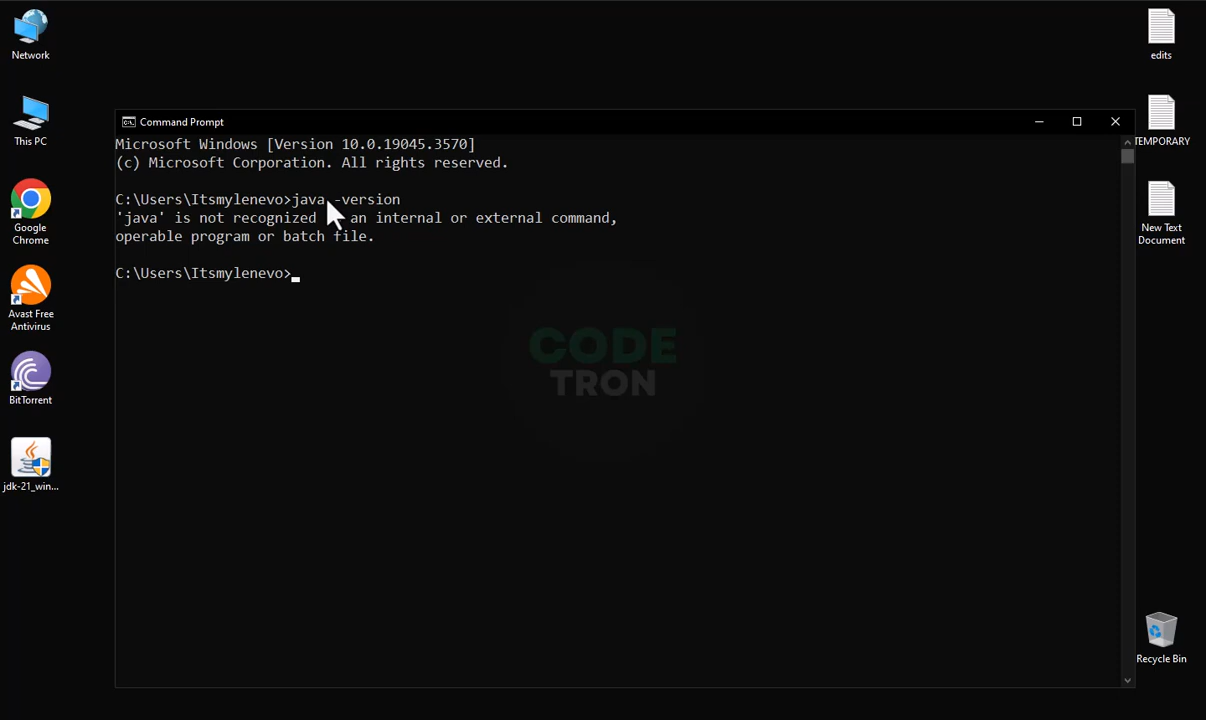 Network
This PC
Google
Chrome
Avast Free
Antivirus
BitTorrent
jdk-21_win...
Command Prompt
Microsoft Windows [Version 10.0.19045.3570]
(c) Microsoft Corporation. All rights reserved.
C:\Users\Itsmylenevo>java -version
'java' is not recognized an internal or external command,
operable program or batch file.
C:\Users\Itsmylenevo>
CODE
TRON
edits
TEMPORARY
New Text
Document
Recycle Bin